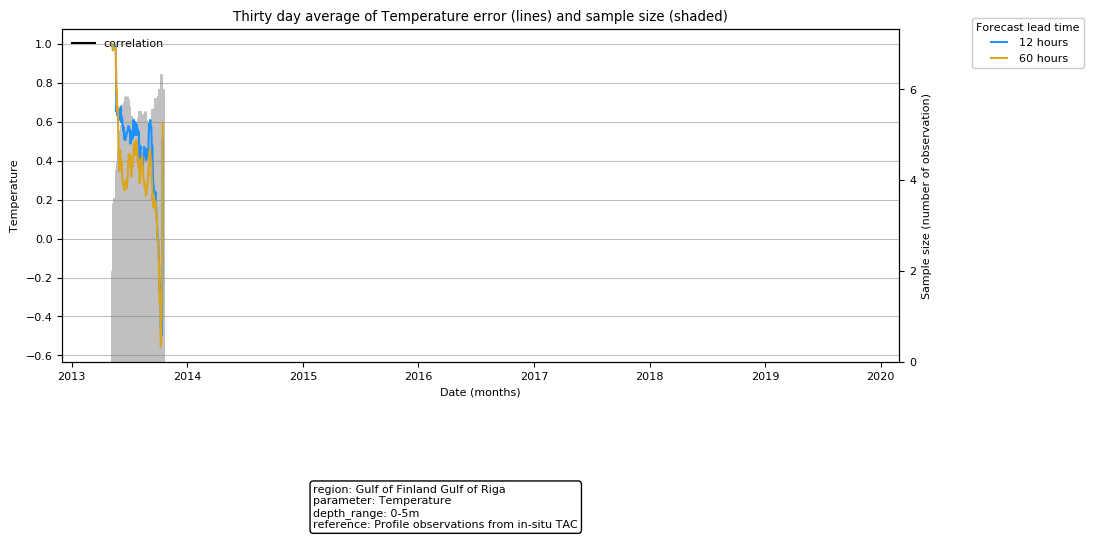 Thirty day average of Temperature error (lines) and sample size (shaded)
Forecast lead time
12 hours
60 hours
correlation
1.0
0.8
0.6
0.4
0.2
0.0
−0.2
−0.4
−0.6
Temperature
6
4
2
0
Sample size (number of observation)
2013 2014 2015 2016 2017 2018 2019 2020
Date (months)
region: Gulf of Finland Gulf of Riga
parameter: Temperature
depth_range: 0-5m
reference: Profile observations from in-situ TAC